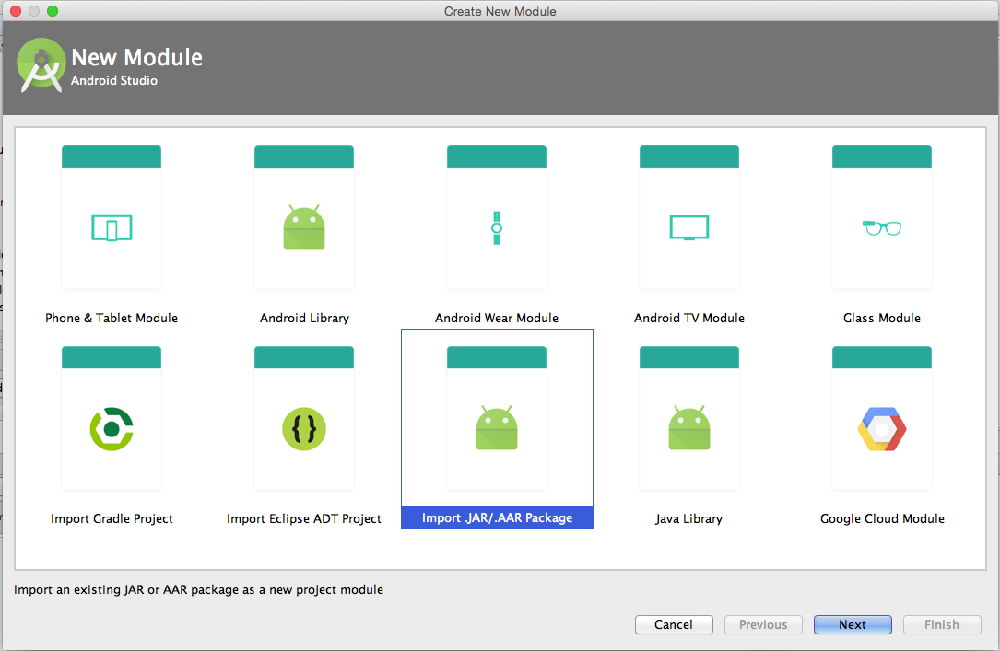 Create New Module
New Module
Android Studio
Phone & Tablet Module
Android Library
Android Wear Module
Android TV Module
Glass Module
Import Gradle Project
Import Eclipse ADT Project
Import .JAR/.AAR Package
Java Library
Google Cloud Module
Import an existing JAR or AAR package as a new project module
Cancel
Previous
Next
Finish